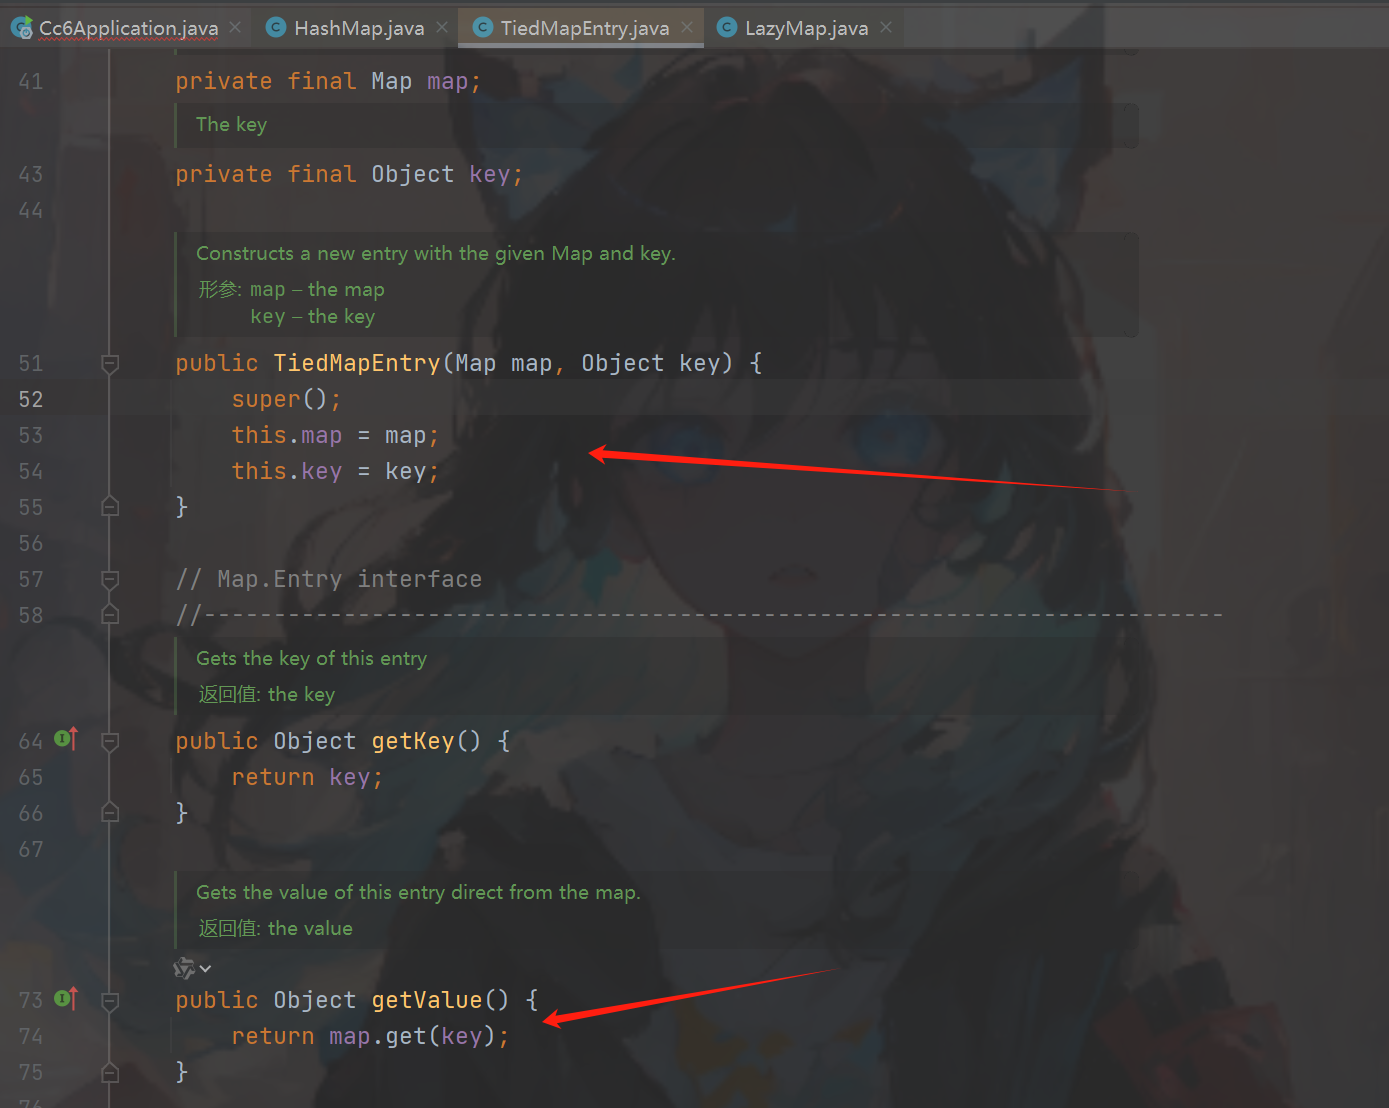 Cc6Application.java HashMap.java TiedMapEntry.java LazyMap.java
41 private final Map map;
The key
43 private final Object key;
44
Constructs a new entry with the given Map and key.
形参: map – the map
key – the key
51 public TiedMapEntry(Map map, Object key) {
52 super();
53 this.map = map;
54 this.key = key;
55 }
56
57 // Map.Entry interface
58 //-------------------------------------------------------------------------
Gets the key of this entry
返回值: the key
64 public Object getKey() {
65 return key;
66 }
67
Gets the value of this entry direct from the map.
返回值: the value
73 public Object getValue() {
74 return map.get(key);
75 }